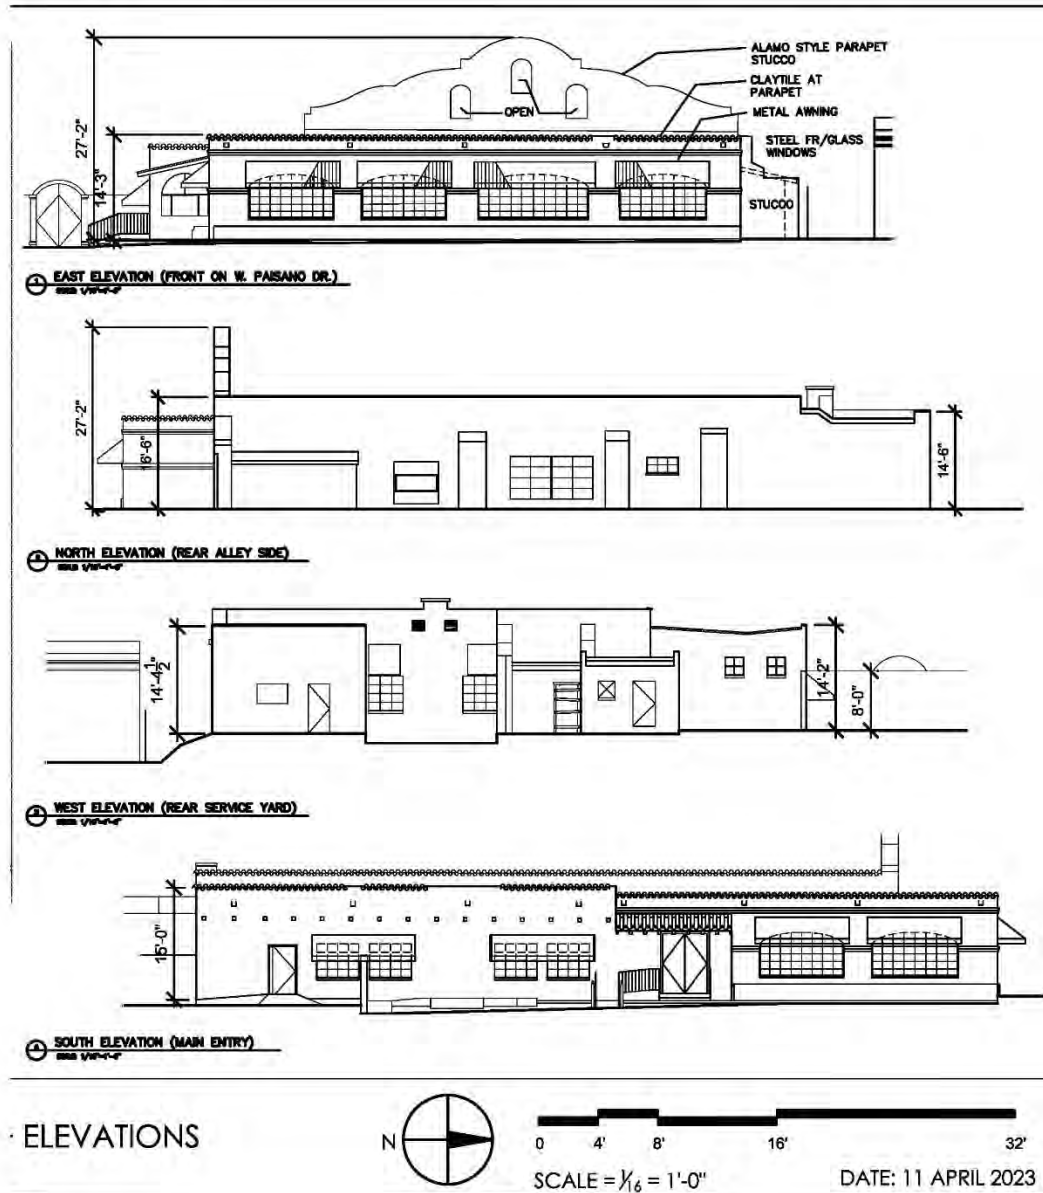 ALAMO STYLE PARAPET
STUCCO
CLAYTILE AT
PARAPET
METAL AWNING
STEEL FR/GLASS
WINDOWS
STUCCO
OPEN
27'-2"
14'-3"
EAST ELEVATION (FRONT ON W. PAISANO DR.)
27'-2"
16'-6"
14'-6"
NORTH ELEVATION (REAR ALLEY SIDE)
14'-4 1/2"
14'-2"
8'-0"
WEST ELEVATION (REAR SERVICE YARD)
15'-0"
SOUTH ELEVATION (MAIN ENTRY)
ELEVATIONS
N
0 4' 8' 16' 32'
SCALE = 1/16 = 1'-0"
DATE: 11 APRIL 2023